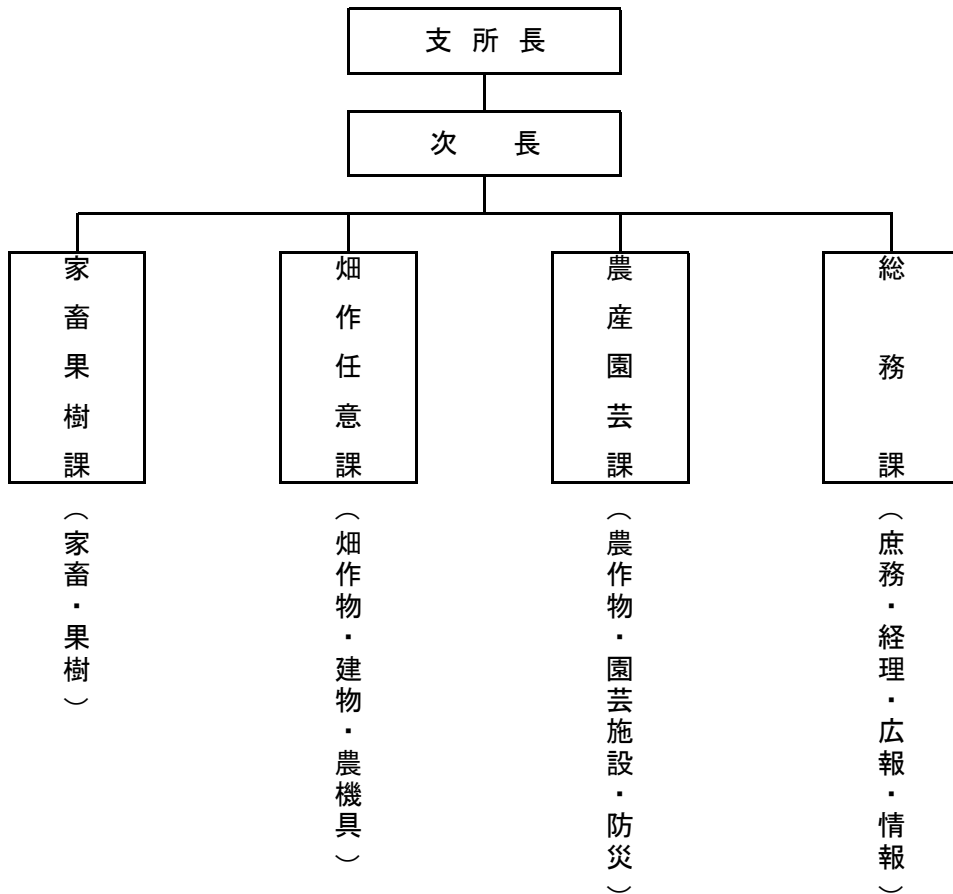 支所長
次長
総務課
(庶務・経理・広報・情報)
農産園芸課
(農作物・園芸施設・防災)
畑作任意課
(畑作物・建物・農機具)
家畜果樹課
(家畜・果樹)